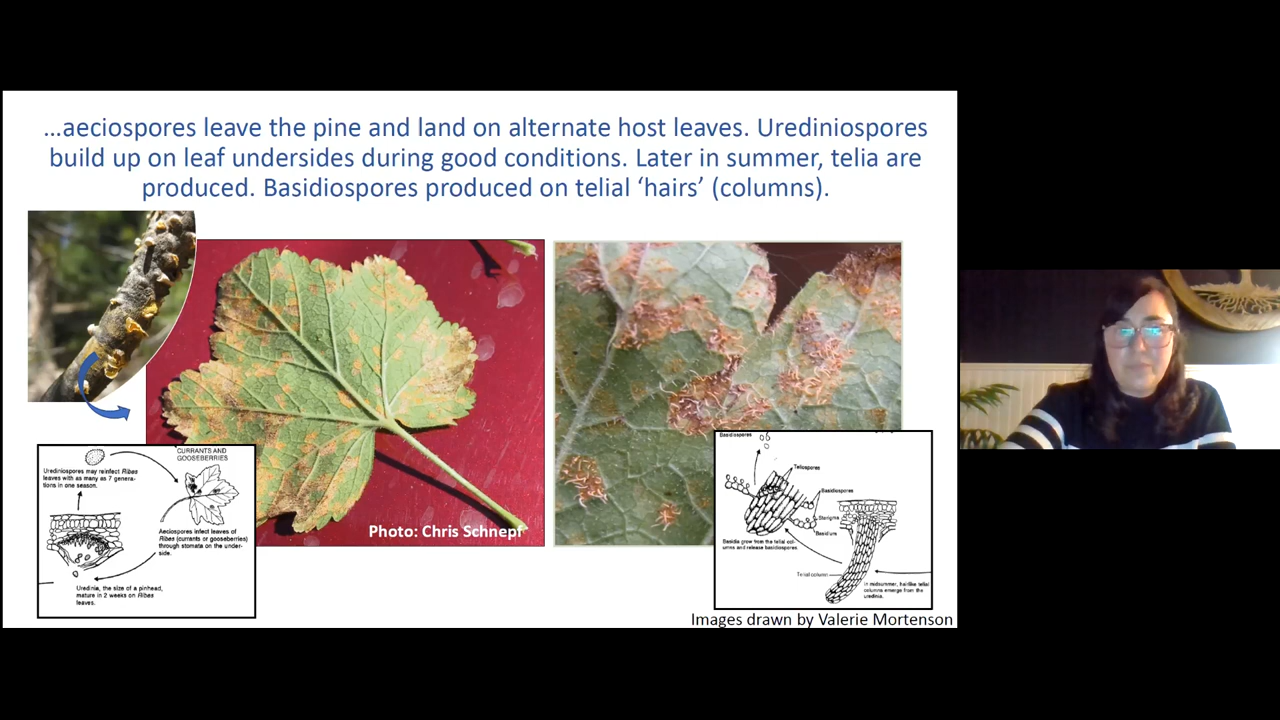 …aeciospores leave the pine and land on alternate host leaves. Urediniospores
build up on leaf undersides during good conditions. Later in summer, telia are
produced. Basidiospores produced on telial ‘hairs’ (columns).
Photo: Chris Schnepf
CURRANTS AND
GOOSEBERRIES
Urediniospores may reinfect Ribes
leaves with as many as 7 genera-
tions in one season.
Aeciospores infect leaves of
Ribes (currants or gooseberries)
through stomata on the under-
side.
Uredinia, the size of a pinhead,
mature in 2 weeks on Ribes
leaves.
Basidiospores
Teliospores
Basidiospores
Sterigma
Basidium
Basidia grow from the telial col-
umns and release basidiospores.
Telial column
In midsummer, hairlike telial
columns emerge from the
uredinia.
Images drawn by Valerie Mortenson